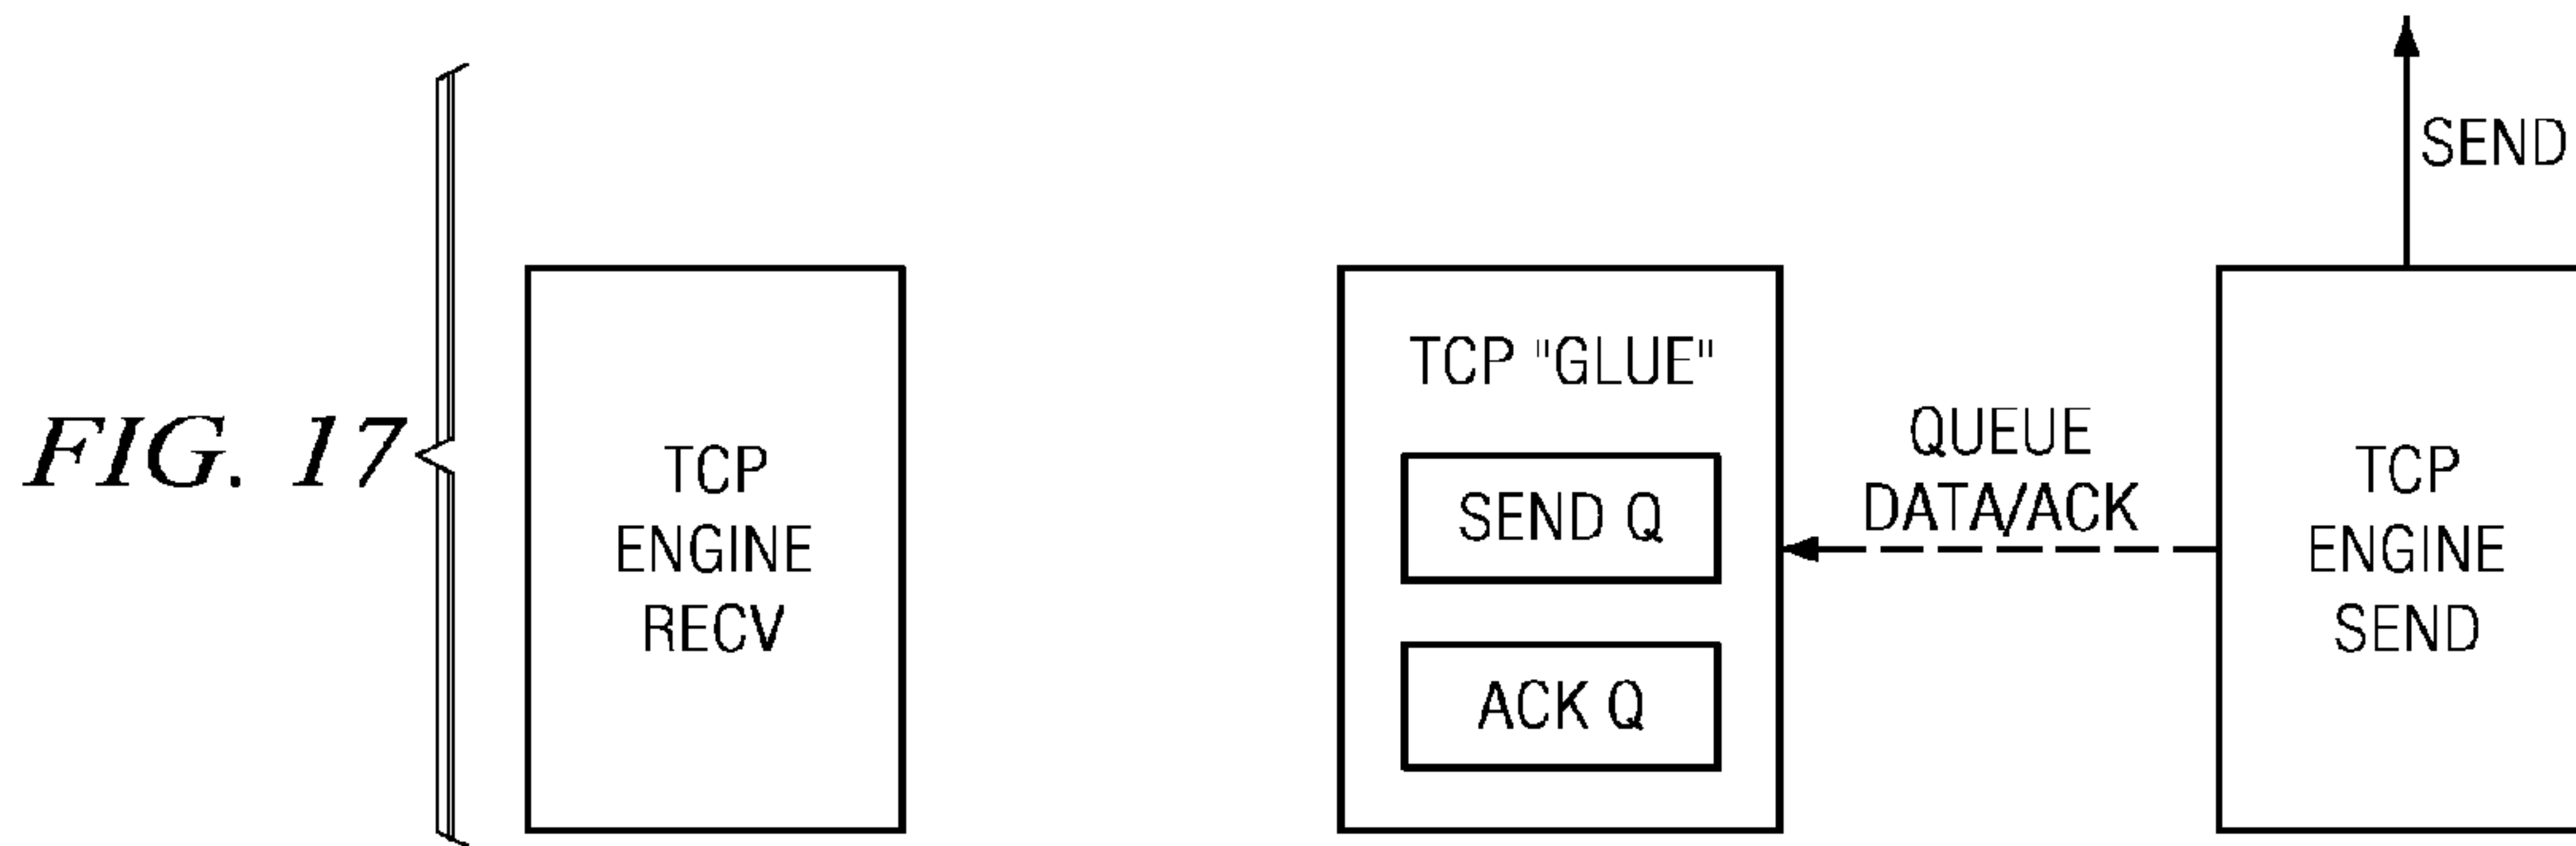 FIG. 17
TCP
ENGINE
RECV
TCP "GLUE"
SEND Q
ACK Q
QUEUE
DATA/ACK
SEND
TCP
ENGINE
SEND